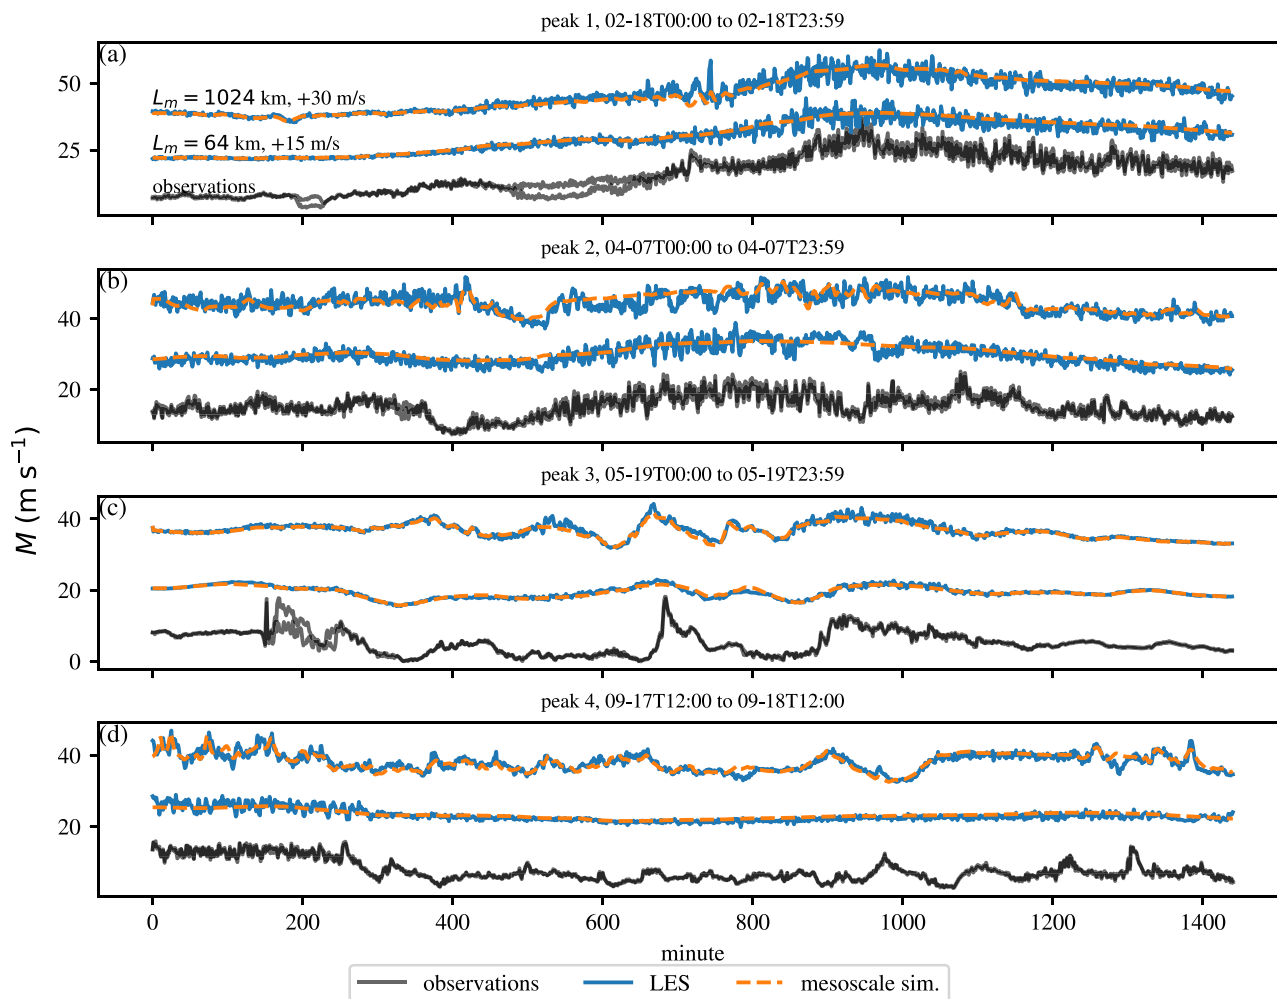 peak 1, 02-18T00:00 to 02-18T23:59
(a)
50
25
L_m = 1024 km, +30 m/s
L_m = 64 km, +15 m/s
observations
peak 2, 04-07T00:00 to 04-07T23:59
(b)
40
20
peak 3, 05-19T00:00 to 05-19T23:59
(c)
40
20
0
M (m s⁻¹)
peak 4, 09-17T12:00 to 09-18T12:00
(d)
40
20
0 200 400 600 800 1000 1200 1400
minute
observations LES mesoscale sim.